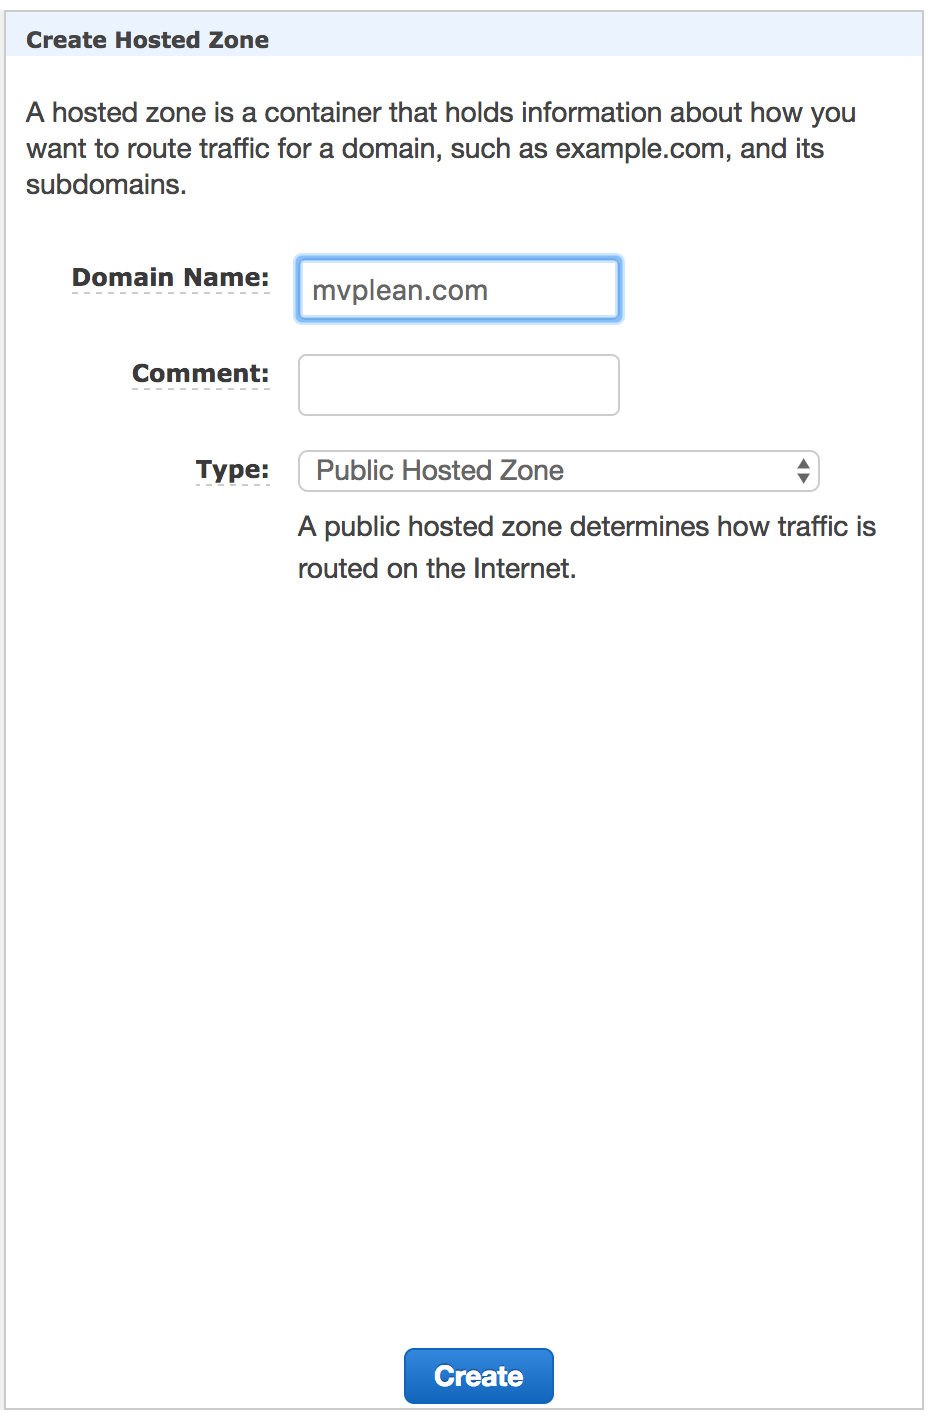 Create Hosted Zone
A hosted zone is a container that holds information about how you
want to route traffic for a domain, such as example.com, and its
subdomains.
Domain Name: mvplean.com
Comment:
Type: Public Hosted Zone
A public hosted zone determines how traffic is
routed on the Internet.
Create